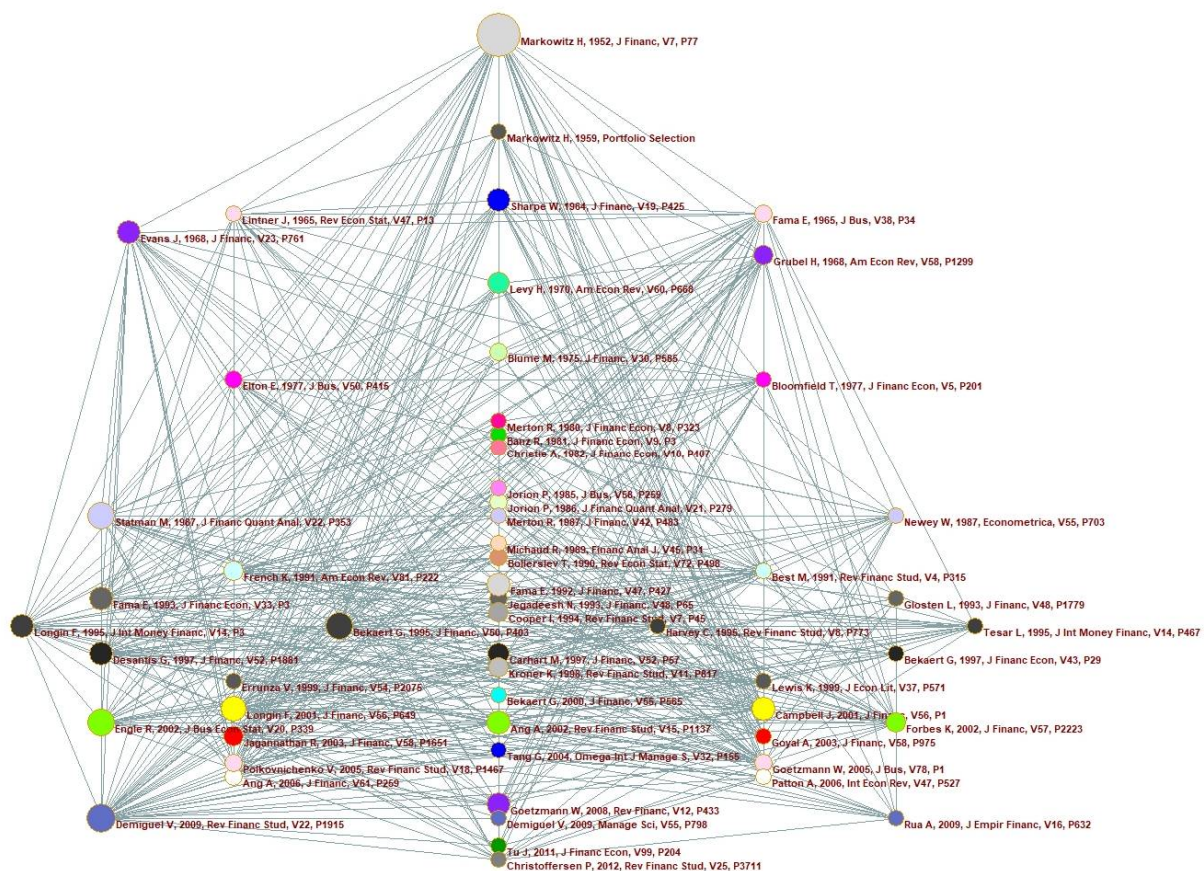 Markowitz H, 1952, J Financ, V7, P77
Markowitz H, 1959, Portfolio Selection
Sharpe W, 1964, J Financ, V19, P425
Lintner J, 1965, Rev Econ Stat, V47, P13
Fama E, 1965, J Bus, V38, P34
Evans J, 1968, J Financ, V23, P761
Grubel H, 1968, Am Econ Rev, V58, P1299
Levy H, 1970, Am Econ Rev, V60, P668
Blume M, 1975, J Financ, V30, P585
Elton E, 1977, J Bus, V50, P415
Bloomfield T, 1977, J Financ Econ, V5, P201
Merton R, 1980, J Financ Econ, V8, P323
Banz R, 1981, J Financ Econ, V9, P3
Christie A, 1982, J Financ Econ, V10, P407
Jorion P, 1985, J Bus, V58, P259
Jorion P, 1986, J Financ Quant Anal, V21, P279
Statman M, 1987, J Financ Quant Anal, V22, P353
Merton R, 1987, J Financ, V42, P483
Newey W, 1987, Econometrica, V55, P703
Michaud R, 1989, Financ Anal J, V45, P31
Bollerslev T, 1990, Rev Econ Stat, V72, P498
French K, 1991, Am Econ Rev, V81, P222
Best M, 1991, Rev Financ Stud, V4, P315
Fama E, 1992, J Financ, V47, P427
Fama E, 1993, J Financ Econ, V33, P3
Jegadeesh N, 1993, J Financ, V48, P65
Glosten L, 1993, J Financ, V48, P1779
Cooper I, 1994, Rev Financ Stud, V7, P45
Longin F, 1995, J Int Money Financ, V14, P3
Bekaert G, 1995, J Financ, V50, P403
Harvey C, 1995, Rev Financ Stud, V8, P773
Tesar L, 1995, J Int Money Financ, V14, P467
Desantis G, 1997, J Financ, V52, P1881
Carhart M, 1997, J Financ, V52, P57
Bekaert G, 1997, J Financ Econ, V43, P29
Kroner K, 1998, Rev Financ Stud, V11, P817
Errunza V, 1999, J Financ, V54, P2075
Lewis K, 1999, J Econ Lit, V37, P571
Bekaert G, 2000, J Financ, V55, P565
Longin F, 2001, J Financ, V56, P649
Campbell J, 2001, J Financ, V56, P1
Engle R, 2002, J Bus Econ Stat, V20, P339
Ang A, 2002, Rev Financ Stud, V15, P1137
Forbes K, 2002, J Financ, V57, P2223
Jagannathan R, 2003, J Financ, V58, P1651
Goyal A, 2003, J Financ, V58, P975
Tang G, 2004, Omega Int J Manage S, V32, P155
Polkovnichenko V, 2005, Rev Financ Stud, V18, P1467
Goetzmann W, 2005, J Bus, V78, P1
Ang A, 2006, J Financ, V61, P259
Patton A, 2006, Int Econ Rev, V47, P527
Goetzmann W, 2008, Rev Financ, V12, P433
Demiguel V, 2009, Rev Financ Stud, V22, P1915
Demiguel V, 2009, Manage Sci, V55, P798
Rua A, 2009, J Empir Financ, V16, P632
Tu J, 2011, J Financ Econ, V99, P204
Christoffersen P, 2012, Rev Financ Stud, V25, P3711